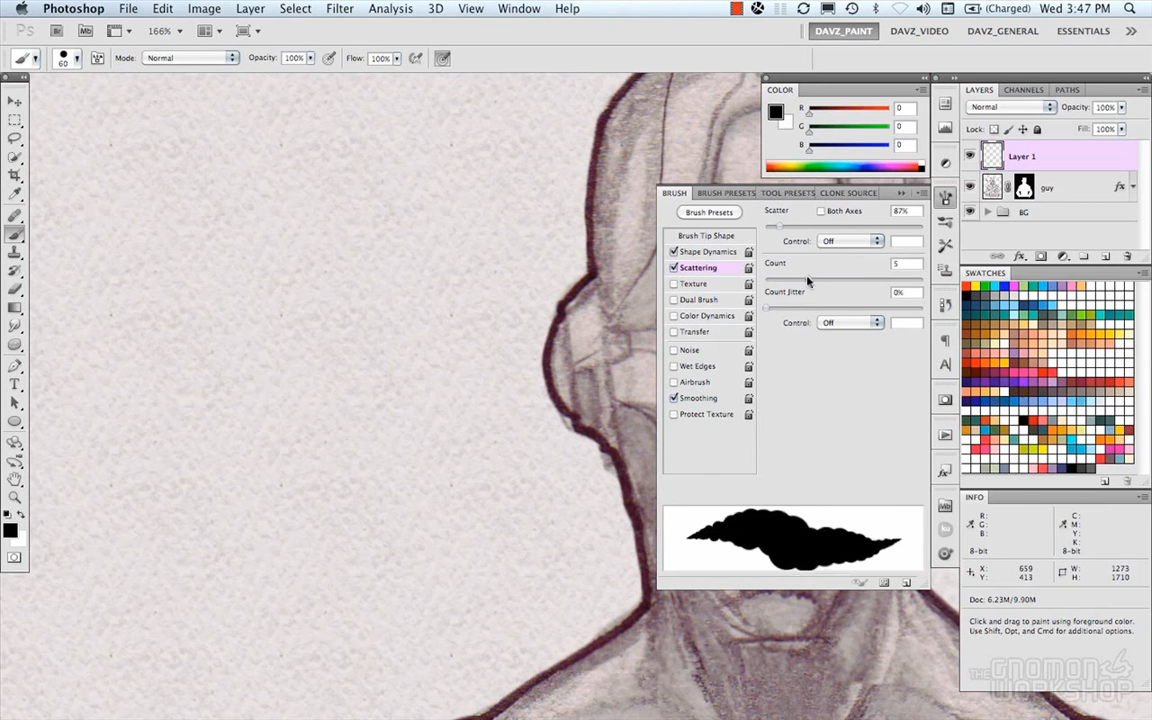 Photoshop File Edit Image Layer Select Filter Analysis 3D View Window Help (Charged) Wed 3:47 PM
Ps Br Mb 166% DAVZ_PAINT DAVZ_VIDEO DAVZ_GENERAL ESSENTIALS
60 Mode: Normal Opacity: 100% Flow: 100%
COLOR
R 0
G 0
B 0
LAYERS CHANNELS PATHS
Normal Opacity: 100%
Lock: Fill: 100%
Layer 1
guy fx
BG
BRUSH BRUSH PRESETS TOOL PRESETS CLONE SOURCE
Brush Presets
Brush Tip Shape
Shape Dynamics
Scattering
Texture
Dual Brush
Color Dynamics
Transfer
Noise
Wet Edges
Airbrush
Smoothing
Protect Texture
Scatter Both Axes 87%
Control: Off
Count 5
Count Jitter 0%
Control: Off
SWATCHES
INFO
R: C:
G: M:
B: Y:
K:
8-bit 8-bit
X: 659 W: 1273
Y: 413 H: 1710
Doc: 6.23M/9.90M
Click and drag to paint using foreground color.
Use Shift, Opt, and Cmd for additional options.
THE GNOMON
WORKSHOP